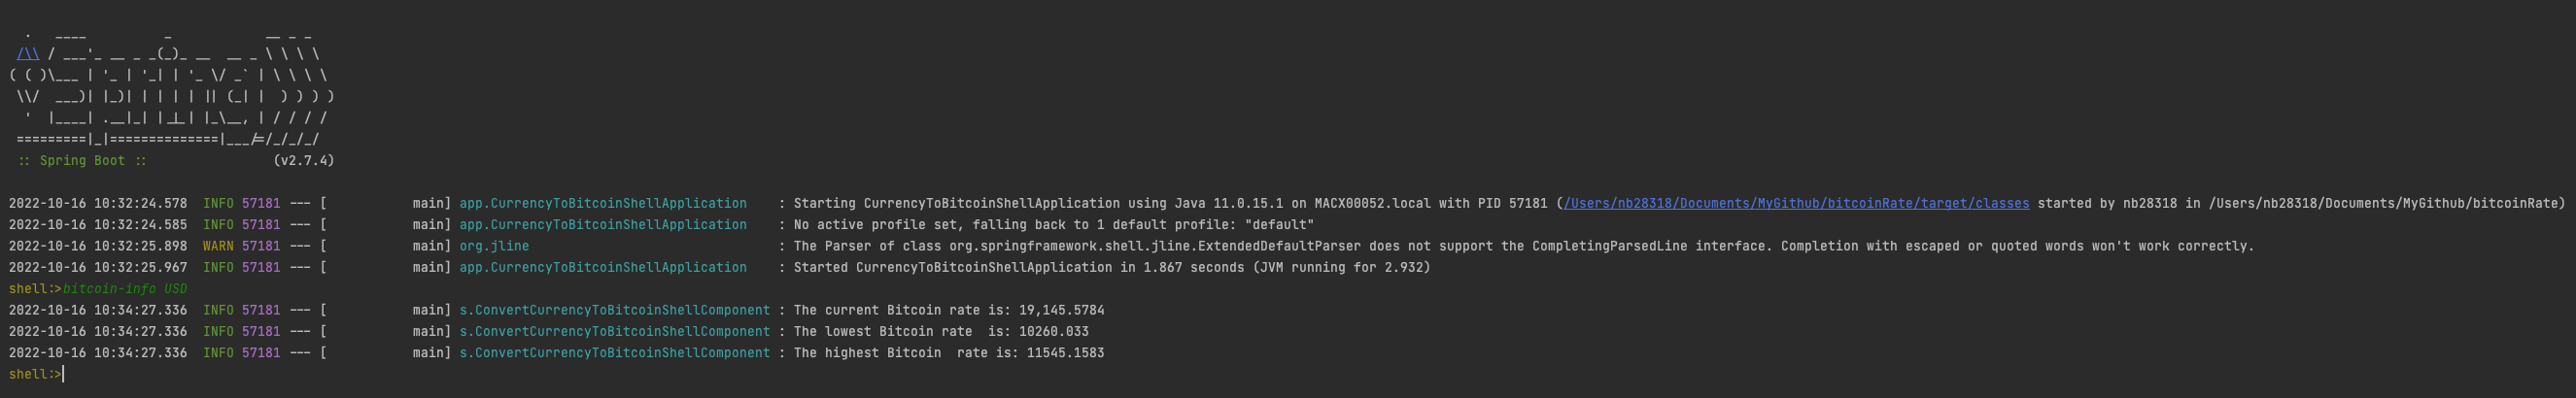 .   ____          _            __ _ _
 /\\ / ___'_ __ _ _(_)_ __  __ _ \ \ \ \
( ( )\___ | '_ | '_| | '_ \/ _` | \ \ \ \
 \\/  ___)| |_)| | | | | || (_| |  ) ) ) )
  '  |____| .__|_| |_|_| |_\__, | / / / /
 =========|_|==============|___/=/_/_/_/
 :: Spring Boot ::                (v2.7.4)
2022-10-16 10:32:24.578  INFO 57181 --- [           main] app.CurrencyToBitcoinShellApplication    : Starting CurrencyToBitcoinShellApplication using Java 11.0.15.1 on MACX00052.local with PID 57181 (/Users/nb28318/Documents/MyGithub/bitcoinRate/target/classes started by nb28318 in /Users/nb28318/Documents/MyGithub/bitcoinRate)
2022-10-16 10:32:24.585  INFO 57181 --- [           main] app.CurrencyToBitcoinShellApplication    : No active profile set, falling back to 1 default profile: "default"
2022-10-16 10:32:25.898  WARN 57181 --- [           main] org.jline                                : The Parser of class org.springframework.shell.jline.ExtendedDefaultParser does not support the CompletingParsedLine interface. Completion with escaped or quoted words won't work correctly.
2022-10-16 10:32:25.967  INFO 57181 --- [           main] app.CurrencyToBitcoinShellApplication    : Started CurrencyToBitcoinShellApplication in 1.867 seconds (JVM running for 2.932)
shell:>bitcoin-info USD
2022-10-16 10:34:27.336  INFO 57181 --- [           main] s.ConvertCurrencyToBitcoinShellComponent : The current Bitcoin rate is: 19,145.5784
2022-10-16 10:34:27.336  INFO 57181 --- [           main] s.ConvertCurrencyToBitcoinShellComponent : The lowest Bitcoin rate  is: 10260.033
2022-10-16 10:34:27.336  INFO 57181 --- [           main] s.ConvertCurrencyToBitcoinShellComponent : The highest Bitcoin  rate is: 11545.1583
shell:>